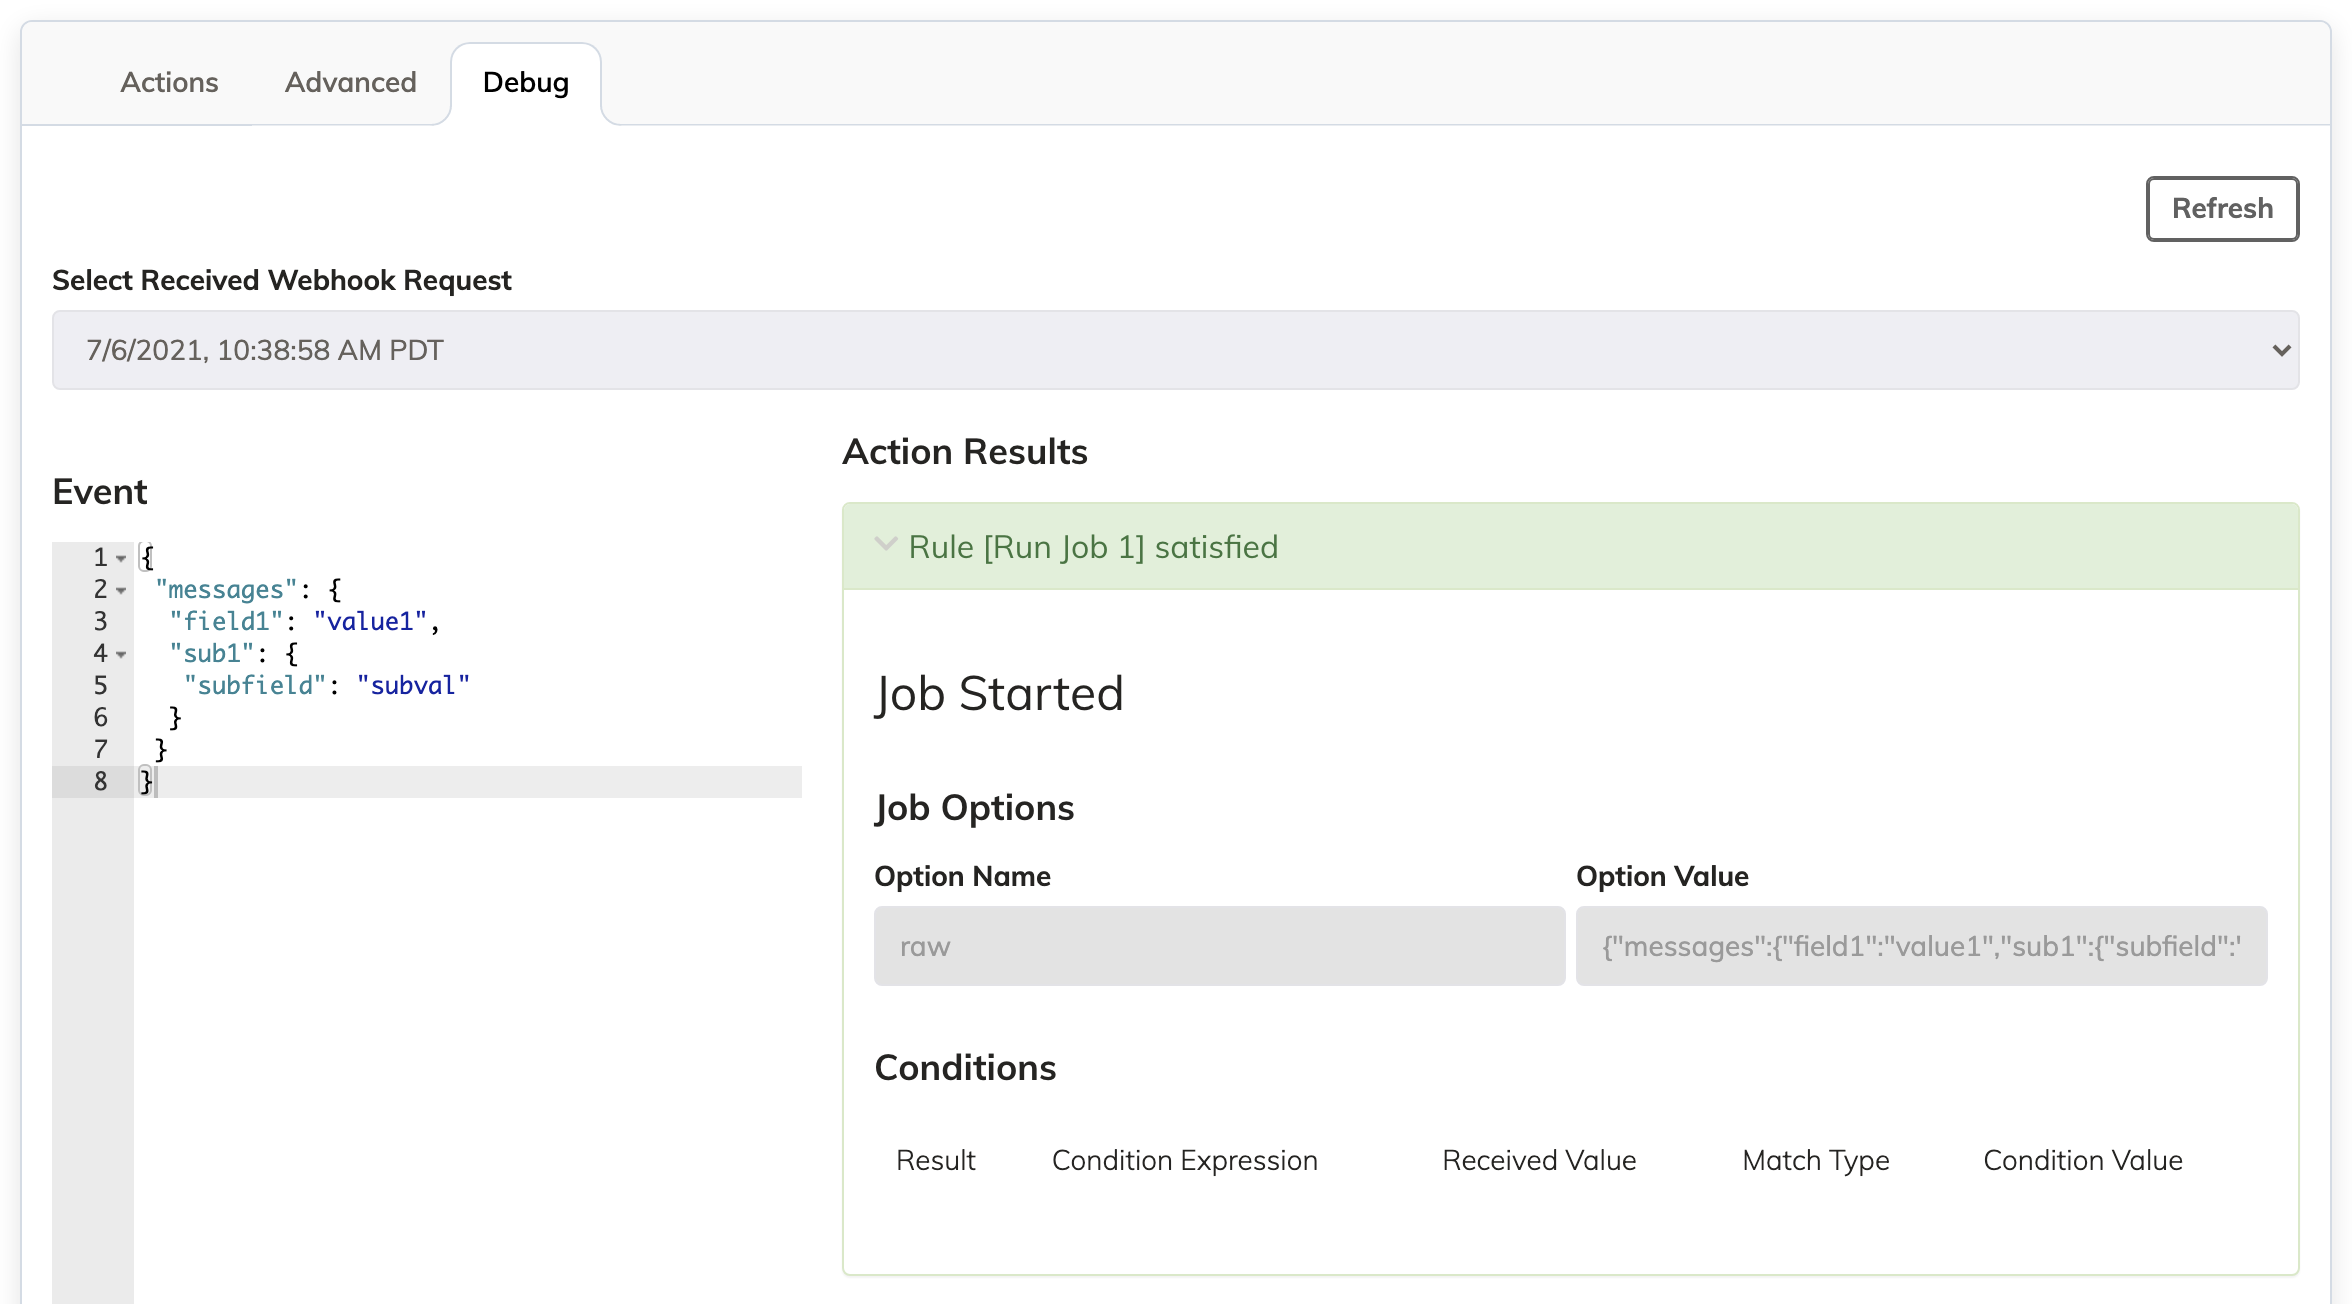 Actions Advanced Debug
Refresh
Select Received Webhook Request
7/6/2021, 10:38:58 AM PDT
Event
1 {
2 "messages": {
3 "field1": "value1",
4 "sub1": {
5 "subfield": "subval"
6 }
7 }
8 }
Action Results
Rule [Run Job 1] satisfied
Job Started
Job Options
Option Name Option Value
raw {"messages":{"field1":"value1","sub1":{"subfield":'
Conditions
Result Condition Expression Received Value Match Type Condition Value